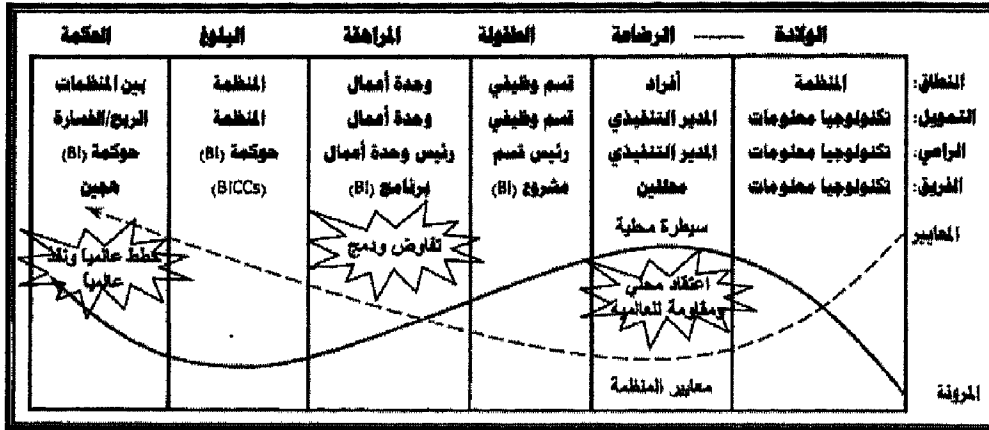 الولادة — الرضاعة الطفولة المراهقة البلوغ الحكمة
النطاق: المنظمة أفراد قسم وظيفي وحدة أعمال المنظمة بين المنظمات
التمويل: تكنولوجيا معلومات المدير التنفيذي قسم وظيفي وحدة أعمال المنظمة الربح/الخسارة
الراعي: تكنولوجيا معلومات المدير التنفيذي رئيس قسم رئيس وحدة أعمال حوكمة (BI) حوكمة (BI)
الفريق: تكنولوجيا معلومات محللين مشروع (BI) برنامج (BI) (BICCs) هجين
المعايير
سيطرة محلية
تفاوض ودمج
خطط عالمياً ونفذ
عالمياً
اعتقاد محلي
ومقاومة للعالمية
معايير المنظمة
المرونة